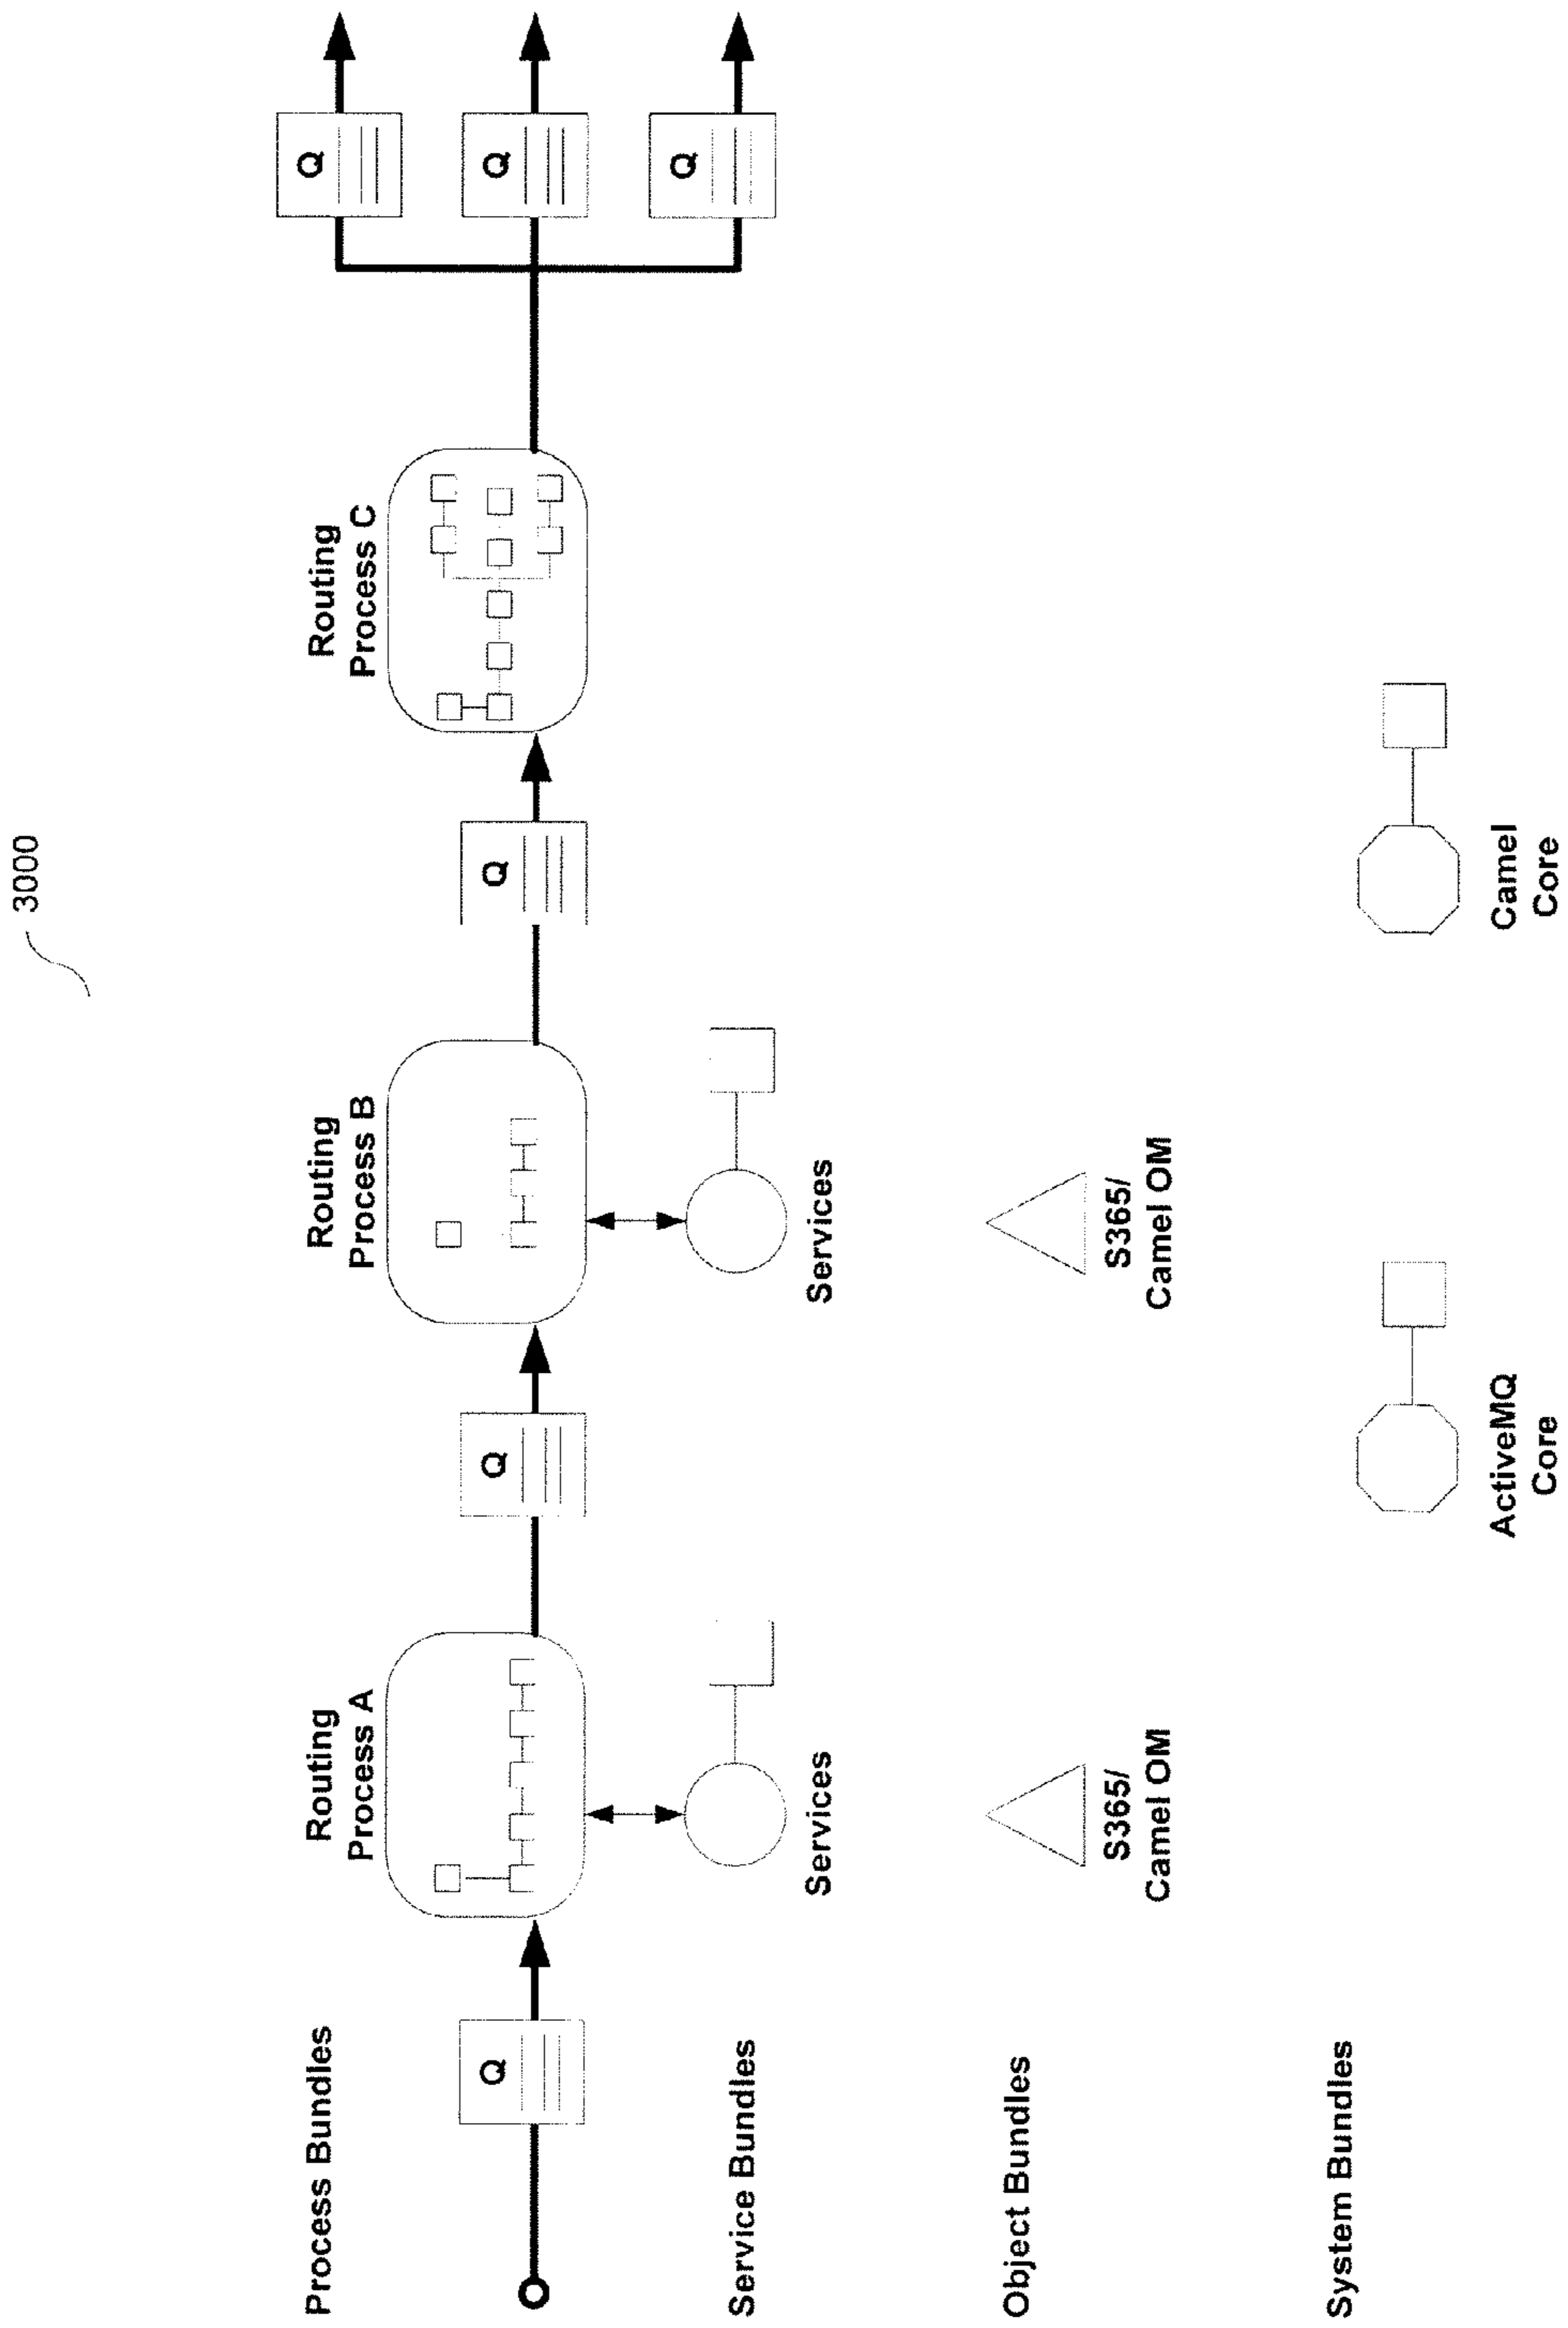 3000
Process Bundles
Q
Routing
Process A
Q
Routing
Process B
Q
Routing
Process C
Q
Q
Q
Service Bundles
Services
Services
Object Bundles
S365/
Camel OM
S365/
Camel OM
System Bundles
ActiveMQ
Core
Camel
Core